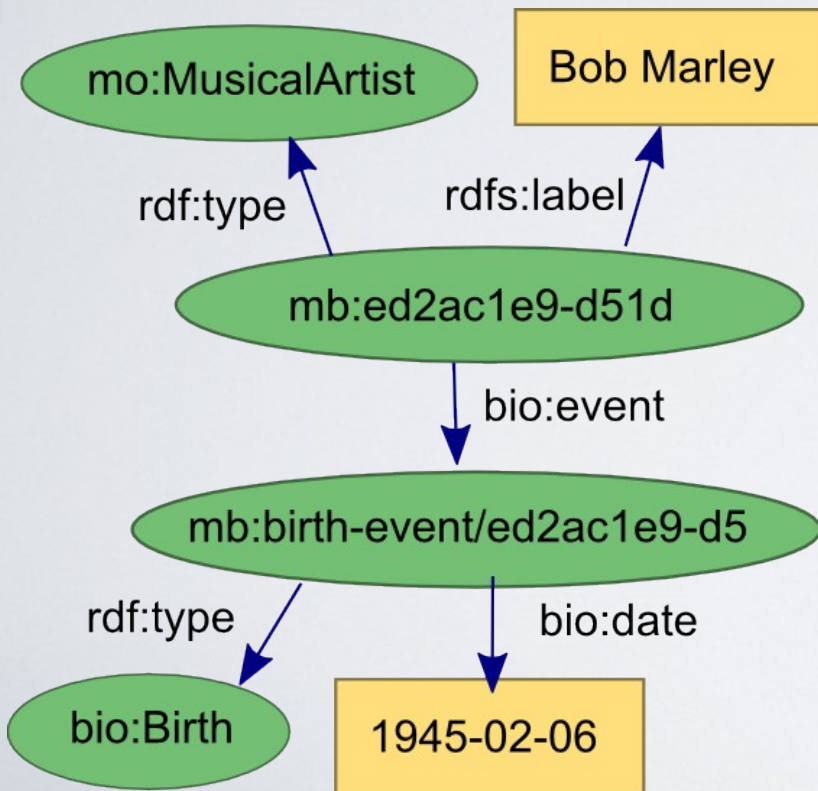 mo:MusicalArtist
Bob Marley
rdf:type
rdfs:label
mb:ed2ac1e9-d51d
bio:event
mb:birth-event/ed2ac1e9-d5
rdf:type
bio:date
bio:Birth
1945-02-06